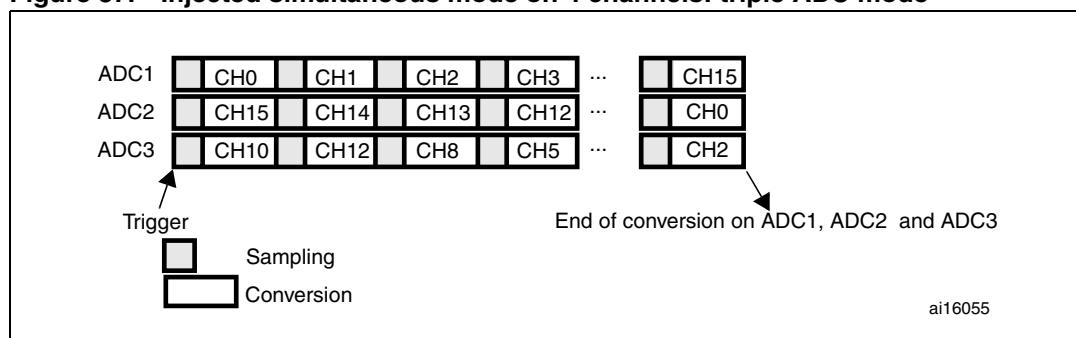 Figure Injected simultaneous mode on 4 channels: triple ADC mode
ADC1 CH0 CH1 CH2 CH3 ... CH15
ADC2 CH15 CH14 CH13 CH12 ... CH0
ADC3 CH10 CH12 CH8 CH5 ... CH2
Trigger
End of conversion on ADC1, ADC2 and ADC3
Sampling
Conversion
ai16055